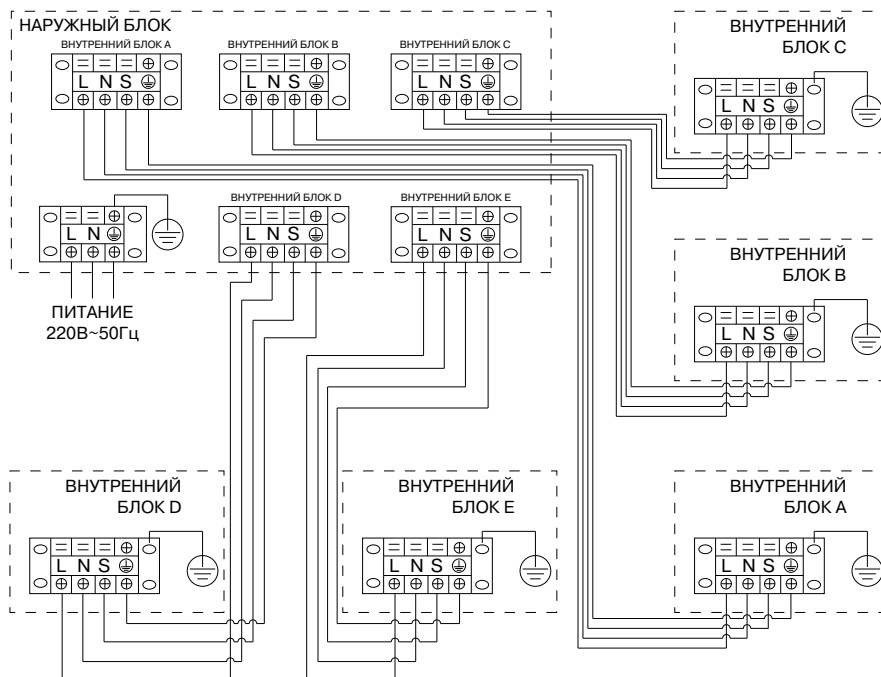 НАРУЖНЫЙ БЛОК
ВНУТРЕННИЙ БЛОК A
ВНУТРЕННИЙ БЛОК B
ВНУТРЕННИЙ БЛОК C
L N S
L N S
L N S
ВНУТРЕННИЙ
БЛОК C
L N S
ВНУТРЕННИЙ БЛОК D
ВНУТРЕННИЙ БЛОК E
L N
L N S
L N S
ПИТАНИЕ
220В~50Гц
ВНУТРЕННИЙ
БЛОК B
L N S
ВНУТРЕННИЙ
БЛОК D
L N S
ВНУТРЕННИЙ
БЛОК E
L N S
ВНУТРЕННИЙ
БЛОК A
L N S